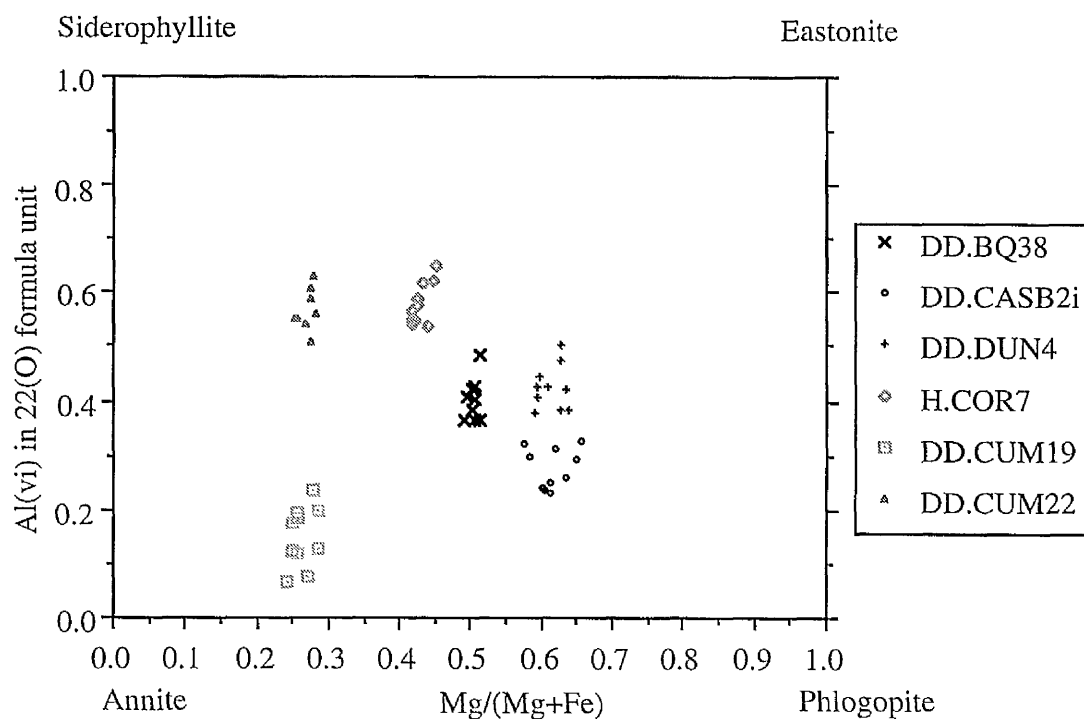 Siderophyllite
Eastonite
1.0
0.8
0.6
0.4
0.2
0.0
Al(vi) in 22(O) formula unit
0.0 0.1 0.2 0.3 0.4 0.5 0.6 0.7 0.8 0.9 1.0
Annite
Mg/(Mg+Fe)
Phlogopite
DD.BQ38
DD.CASB2i
DD.DUN4
H.COR7
DD.CUM19
DD.CUM22